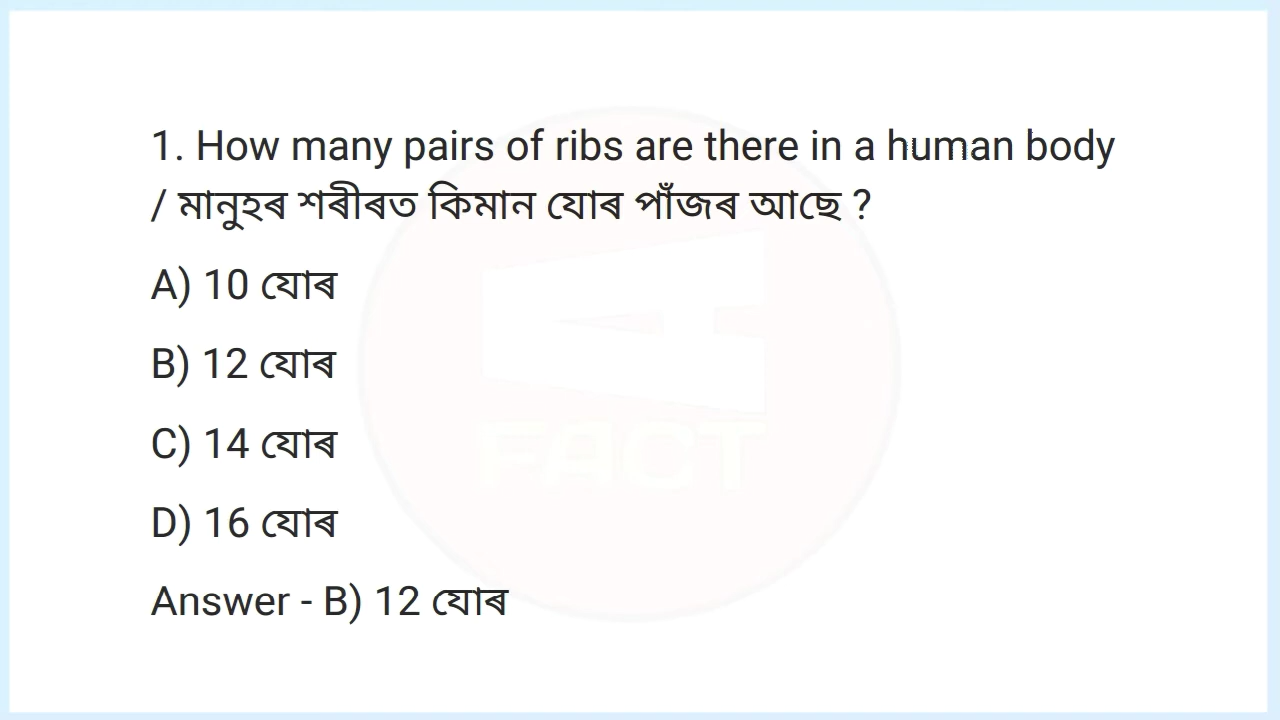 1. How many pairs of ribs are there in a human body
/ মানুহৰ শৰীৰত কিমান যোৰ পাঁজৰ আছে ?
A) 10 যোৰ
B) 12 যোৰ
C) 14 যোৰ
D) 16 যোৰ
Answer - B) 12 যোৰ
FACT